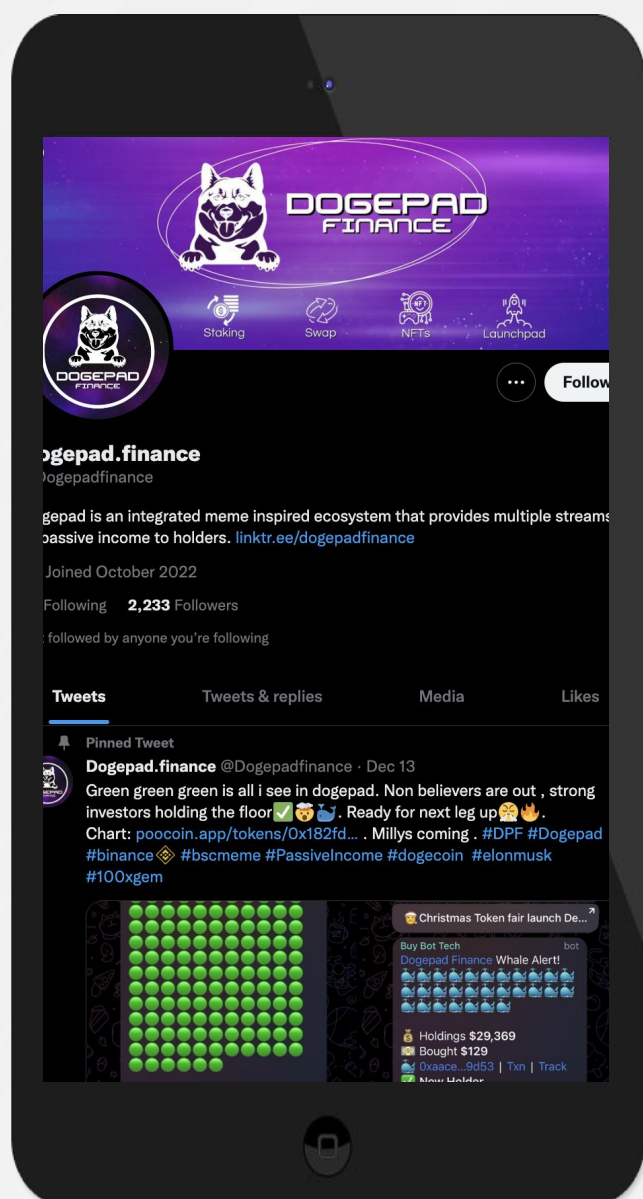 DOGEPAD
FINANCE
Staking
Swap
NFTs
Launchpad
DOGEPAD
FINANCE
Follow
ogepad.finance
ogepadfinance
gepad is an integrated meme inspired ecosystem that provides multiple streams
passive income to holders. linktr.ee/dogepadfinance
Joined October 2022
Following 2,233 Followers
followed by anyone you're following
Tweets Tweets & replies Media Likes
Pinned Tweet
Dogepad.finance @Dogepadfinance · Dec 13
Green green green is all i see in dogepad. Non believers are out , strong
investors holding the floor✅🤯🐳. Ready for next leg up😤🔥.
Chart: poocoin.app/tokens/0x182fd... . Millys coming . #DPF #Dogepad
#binance #bscmeme #PassiveIncome #dogecoin #elonmusk
#100xgem
Christmas Token fair launch De...
Buy Bot Tech bot
Dogepad Finance Whale Alert!
Holdings $29,369
Bought $129
0xaace...9d53 | Txn | Track
New Holder